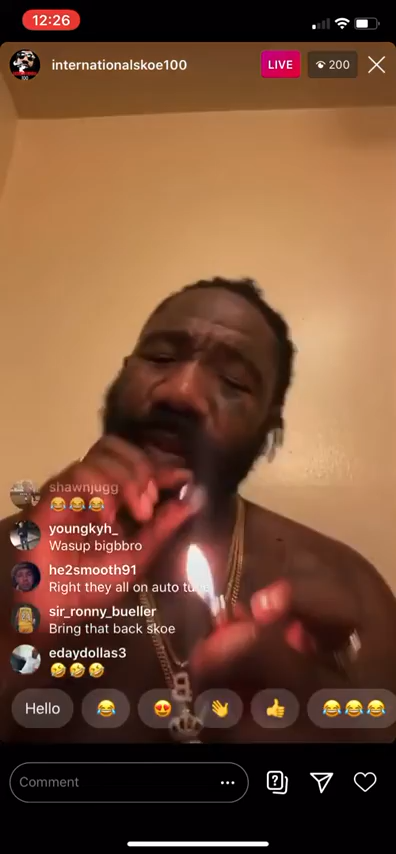 12:26
internationalskoe100
LIVE
200
shawnjugg
😂😂😂
youngkyh_
Wasup bigbbro
he2smooth91
Right they all on auto tune
sir_ronny_bueller
Bring that back skoe
edaydollas3
🤣🤣🤣
Hello 😂 😍 👋 👍 😂😂😂
Comment